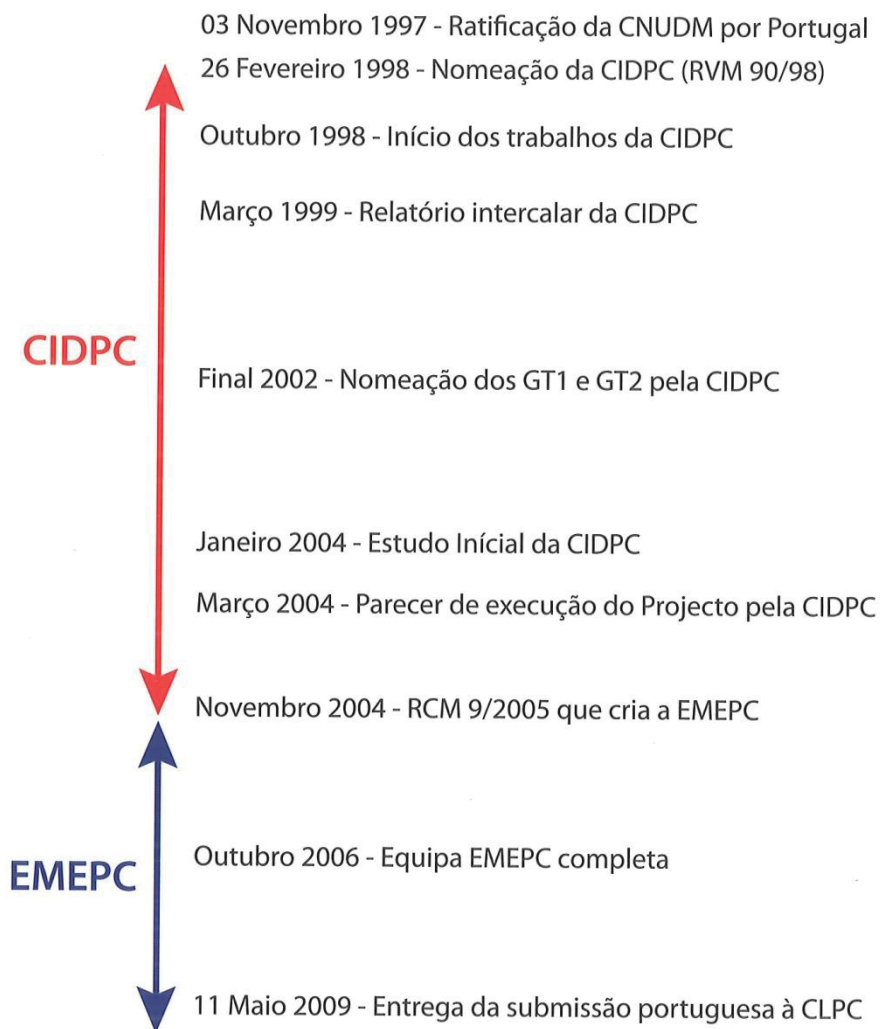 03 Novembro 1997 - Ratificação da CNUDM por Portugal
26 Fevereiro 1998 - Nomeação da CIDPC (RVM 90/98)
Outubro 1998 - Início dos trabalhos da CIDPC
Março 1999 - Relatório intercalar da CIDPC
CIDPC
Final 2002 - Nomeação dos GT1 e GT2 pela CIDPC
Janeiro 2004 - Estudo Inícial da CIDPC
Março 2004 - Parecer de execução do Projecto pela CIDPC
Novembro 2004 - RCM 9/2005 que cria a EMEPC
Outubro 2006 - Equipa EMEPC completa
EMEPC
11 Maio 2009 - Entrega da submissão portuguesa à CLPC